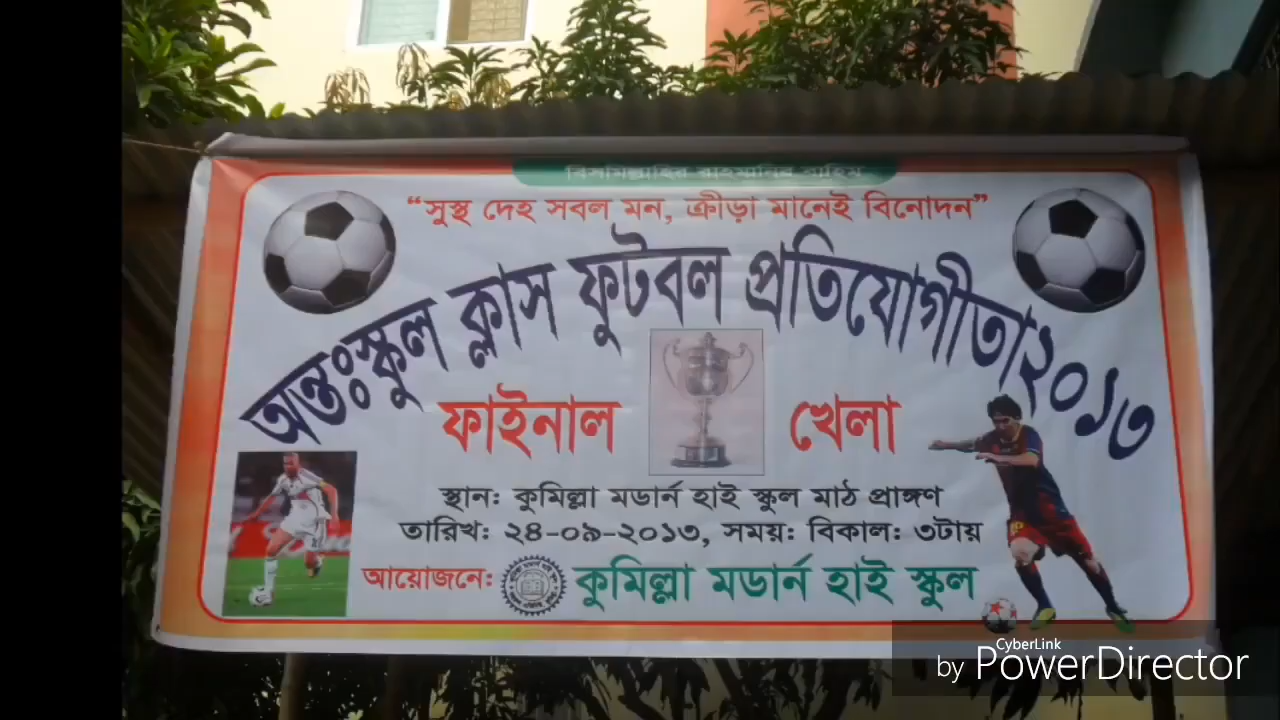 বিসমিল্লাহির রাহমানির রাহিম
“সুস্থ দেহ সবল মন, ক্রীড়া মানেই বিনোদন”
অন্তঃস্কুল ক্লাস ফুটবল প্রতিযোগীতা২০১৩
ফাইনাল খেলা
স্থান: কুমিল্লা মডার্ন হাই স্কুল মাঠ প্রাঙ্গণ
তারিখ: ২৪-০৯-২০১৩, সময়: বিকাল: ৩টায়
আয়োজনে: কুমিল্লা মডার্ন হাই স্কুল
CyberLink
by PowerDirector